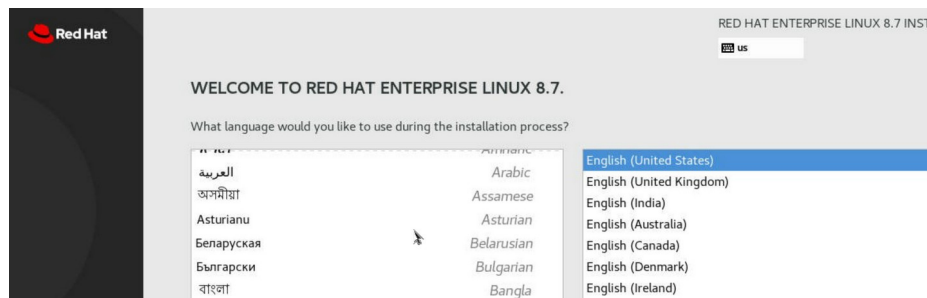 Red Hat
RED HAT ENTERPRISE LINUX 8.7 INST
us
WELCOME TO RED HAT ENTERPRISE LINUX 8.7.
What language would you like to use during the installation process?
العربية Arabic
অসমীয়া Assamese
Asturianu Asturian
Беларуская Belarusian
Български Bulgarian
বাংলা Bangla
English (United States)
English (United Kingdom)
English (India)
English (Australia)
English (Canada)
English (Denmark)
English (Ireland)